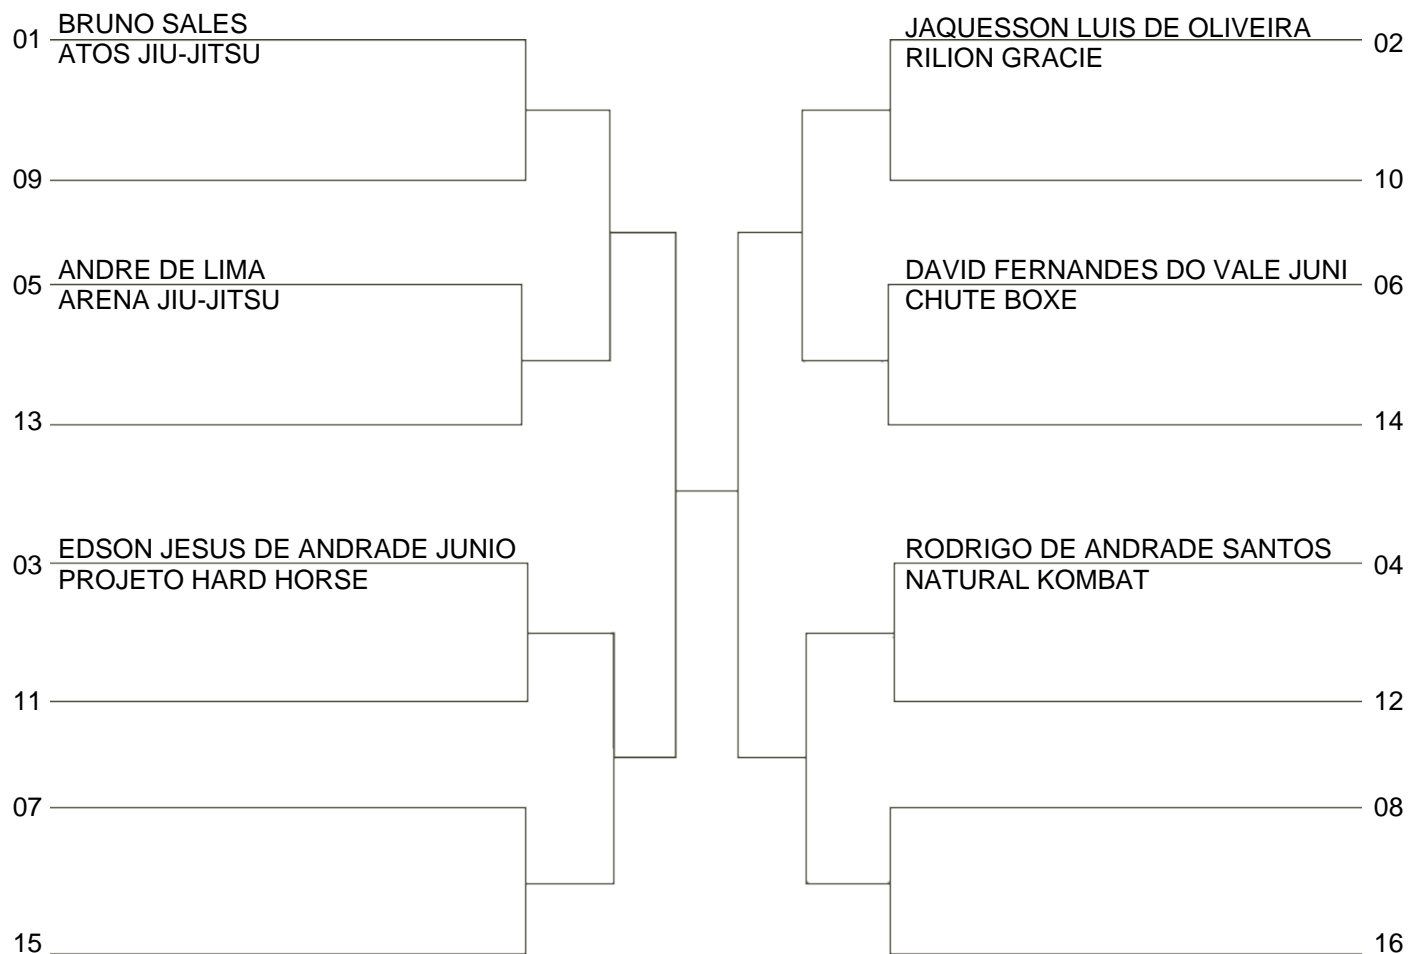 01
BRUNO SALES
ATOS JIU-JITSU
09
05
ANDRE DE LIMA
ARENA JIU-JITSU
13
03
EDSON JESUS DE ANDRADE JUNIO
PROJETO HARD HORSE
11
07
15
JAQUESSON LUIS DE OLIVEIRA
RILION GRACIE
02
10
DAVID FERNANDES DO VALE JUNI
CHUTE BOXE
06
14
RODRIGO DE ANDRADE SANTOS
NATURAL KOMBAT
04
12
08
16